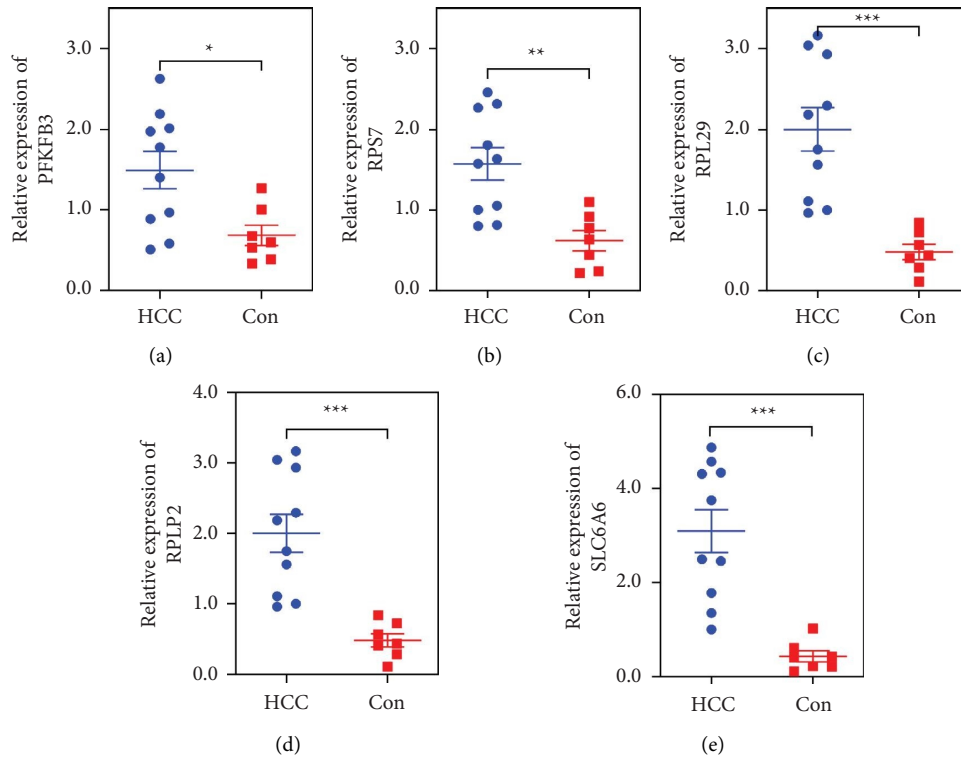 Relative expression of
PFKFB3
3.0
2.0
1.0
0.0
*
HCC
Con
(a)
Relative expression of
RPS7
3.0
2.0
1.0
0.0
**
HCC
Con
(b)
Relative expression of
RPL29
3.0
2.0
1.0
0.0
***
HCC
Con
(c)
Relative expression of
RPLP2
4.0
3.0
2.0
1.0
0.0
***
HCC
Con
(d)
Relative expression of
SLC6A6
6.0
4.0
2.0
0.0
***
HCC
Con
(e)